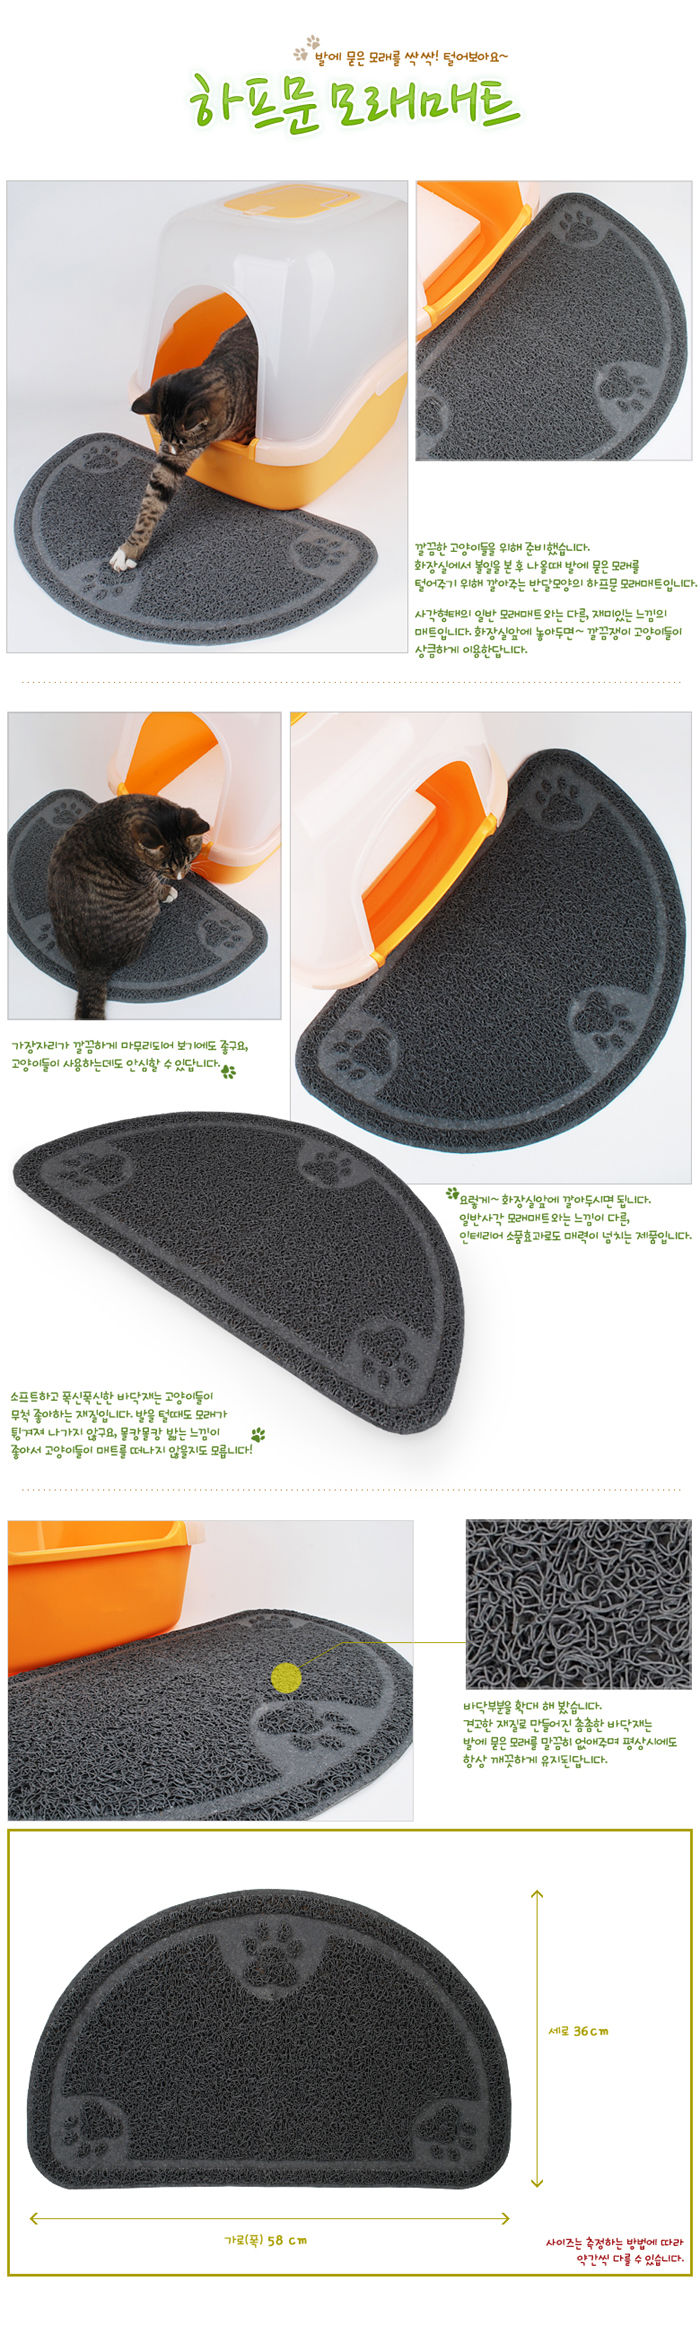 발에 묻은 모래를 싹싹! 털어보아요~
하프문 모래매트
깔끔한 고양이들을 위해 준비했습니다.
화장실에서 볼일을 본 후 나올때 발에 묻은 모래를
털어주기 위해 깔아주는 반달모양의 하프문 모래매트입니다.
사각형태의 일반 모래매트와는 다른, 재미있는 느낌의
매트입니다. 화장실앞에 놓아두면~ 깔끔쟁이 고양이들이
상큼하게 이용한답니다.
가장자리가 깔끔하게 마무리되어 보기에도 좋구요,
고양이들이 사용하는데도 안심할 수 있답니다.
요렇게~ 화장실앞에 깔아두시면 됩니다.
일반사각 모래매트와는 느낌이 다른,
인테리어 소품효과로도 매력이 넘치는 제품입니다.
소프트하고 폭신폭신한 바닥재는 고양이들이
무척 좋아하는 재질입니다. 발을 털때도 모래가
튕겨져 나가지 않구요, 몰캉몰캉 밟는 느낌이
좋아서 고양이들이 매트를 떠나지 않을지도 모릅니다!
바닥부분을 확대 해 봤습니다.
견고한 재질로 만들어진 촘촘한 바닥재는
발에 묻은 모래를 말끔히 없애주며 평상시에도
항상 깨끗하게 유지된답니다.
세로 36cm
가로(폭) 58 cm
사이즈는 측정하는 방법에 따라
약간씩 다를 수 있습니다.